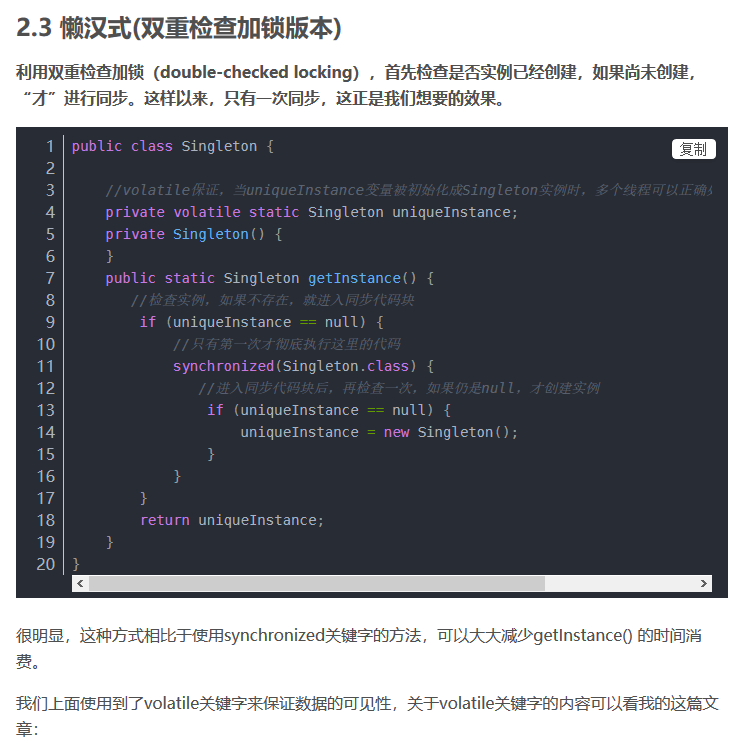 2.3 懒汉式(双重检查加锁版本)
利用双重检查加锁（double-checked locking），首先检查是否实例已经创建，如果尚未创建，
“才”进行同步。这样以来，只有一次同步，这正是我们想要的效果。
复制
1 public class Singleton {
2
3 //volatile保证，当uniqueInstance变量被初始化成Singleton实例时，多个线程可以正确
4 private volatile static Singleton uniqueInstance;
5 private Singleton() {
6 }
7 public static Singleton getInstance() {
8 //检查实例，如果不存在，就进入同步代码块
9 if (uniqueInstance == null) {
10 //只有第一次才彻底执行这里的代码
11 synchronized(Singleton.class) {
12 //进入同步代码块后，再检查一次，如果仍是null，才创建实例
13 if (uniqueInstance == null) {
14 uniqueInstance = new Singleton();
15 }
16 }
17 }
18 return uniqueInstance;
19 }
20 }
很明显，这种方式相比于使用synchronized关键字的方法，可以大大减少getInstance() 的时间消
费。
我们上面使用到了volatile关键字来保证数据的可见性，关于volatile关键字的内容可以看我的这篇文
章：